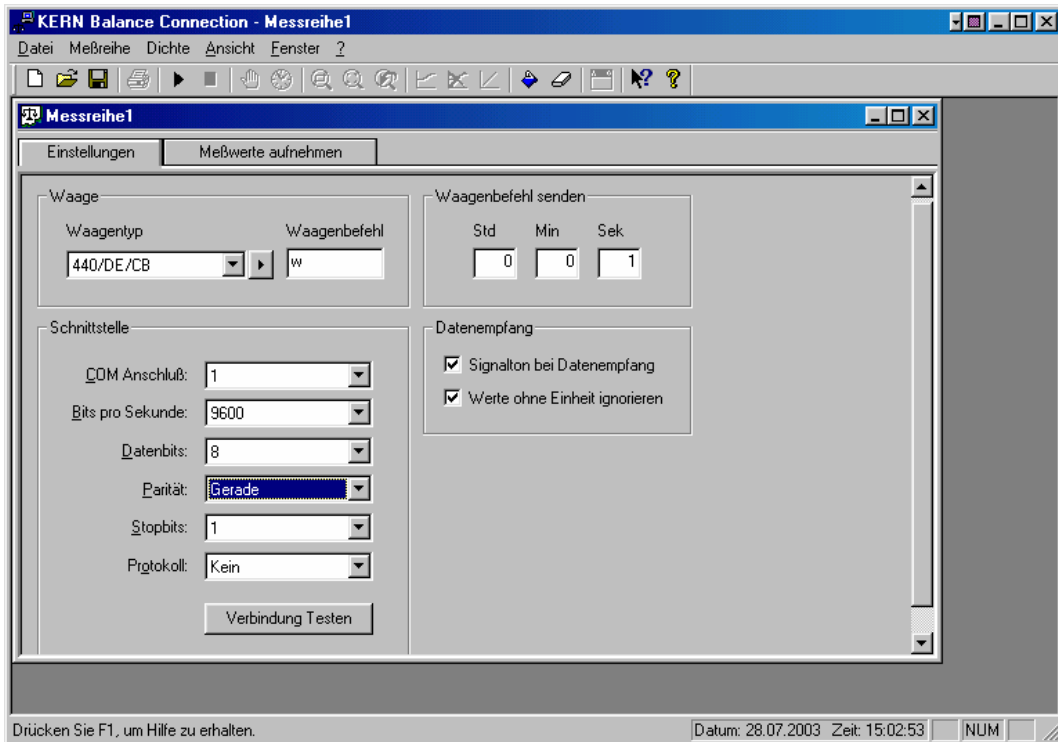 KERN Balance Connection - Messreihe1
Datei Meßreihe Dichte Ansicht Fenster ?
Messreihe1
Einstellungen Meßwerte aufnehmen
Waage
Waagentyp Waagenbefehl
440/DE/CB w
Waagenbefehl senden
Std Min Sek
0 0 1
Schnittstelle
COM Anschluß: 1
Bits pro Sekunde: 9600
Datenbits: 8
Parität: Gerade
Stopbits: 1
Protokoll: Kein
Verbindung Testen
Datenempfang
Signalton bei Datenempfang
Werte ohne Einheit ignorieren
Drücken Sie F1, um Hilfe zu erhalten. Datum: 28.07.2003 Zeit: 15:02:53 NUM